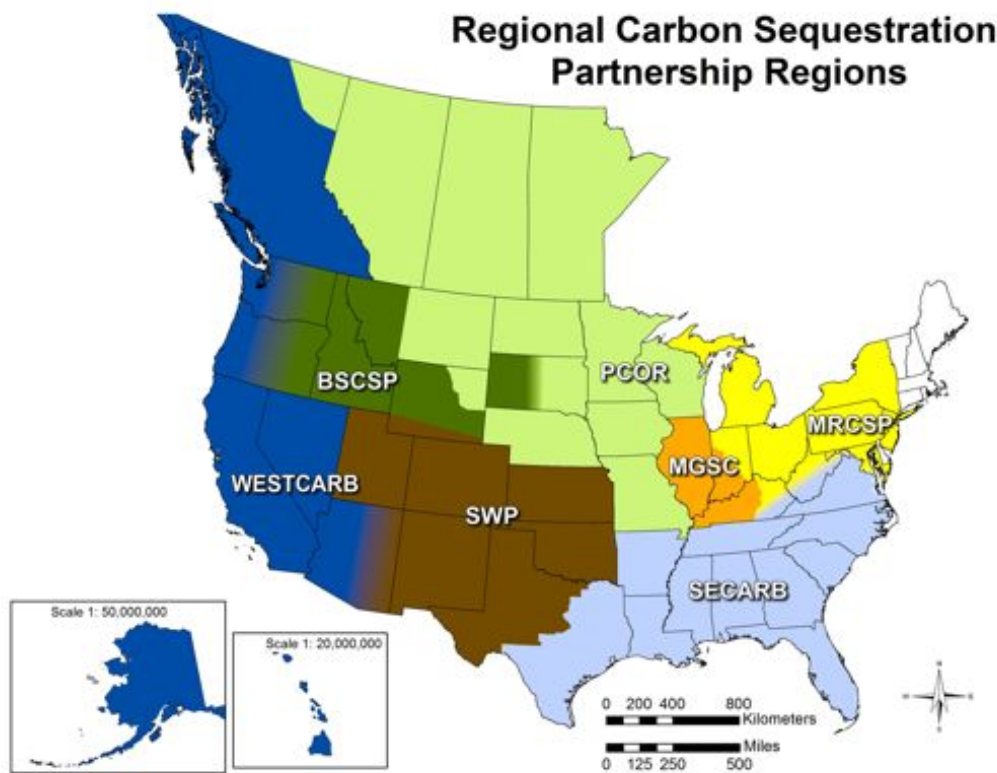 Regional Carbon Sequestration
Partnership Regions
BSCSP
PCOR
MRCSP
MGSC
WESTCARB
SWP
SECARB
Scale 1: 50,000,000
Scale 1: 20,000,000
0 200 400 800
Kilometers
Miles
0 125 250 500
N
W E
S